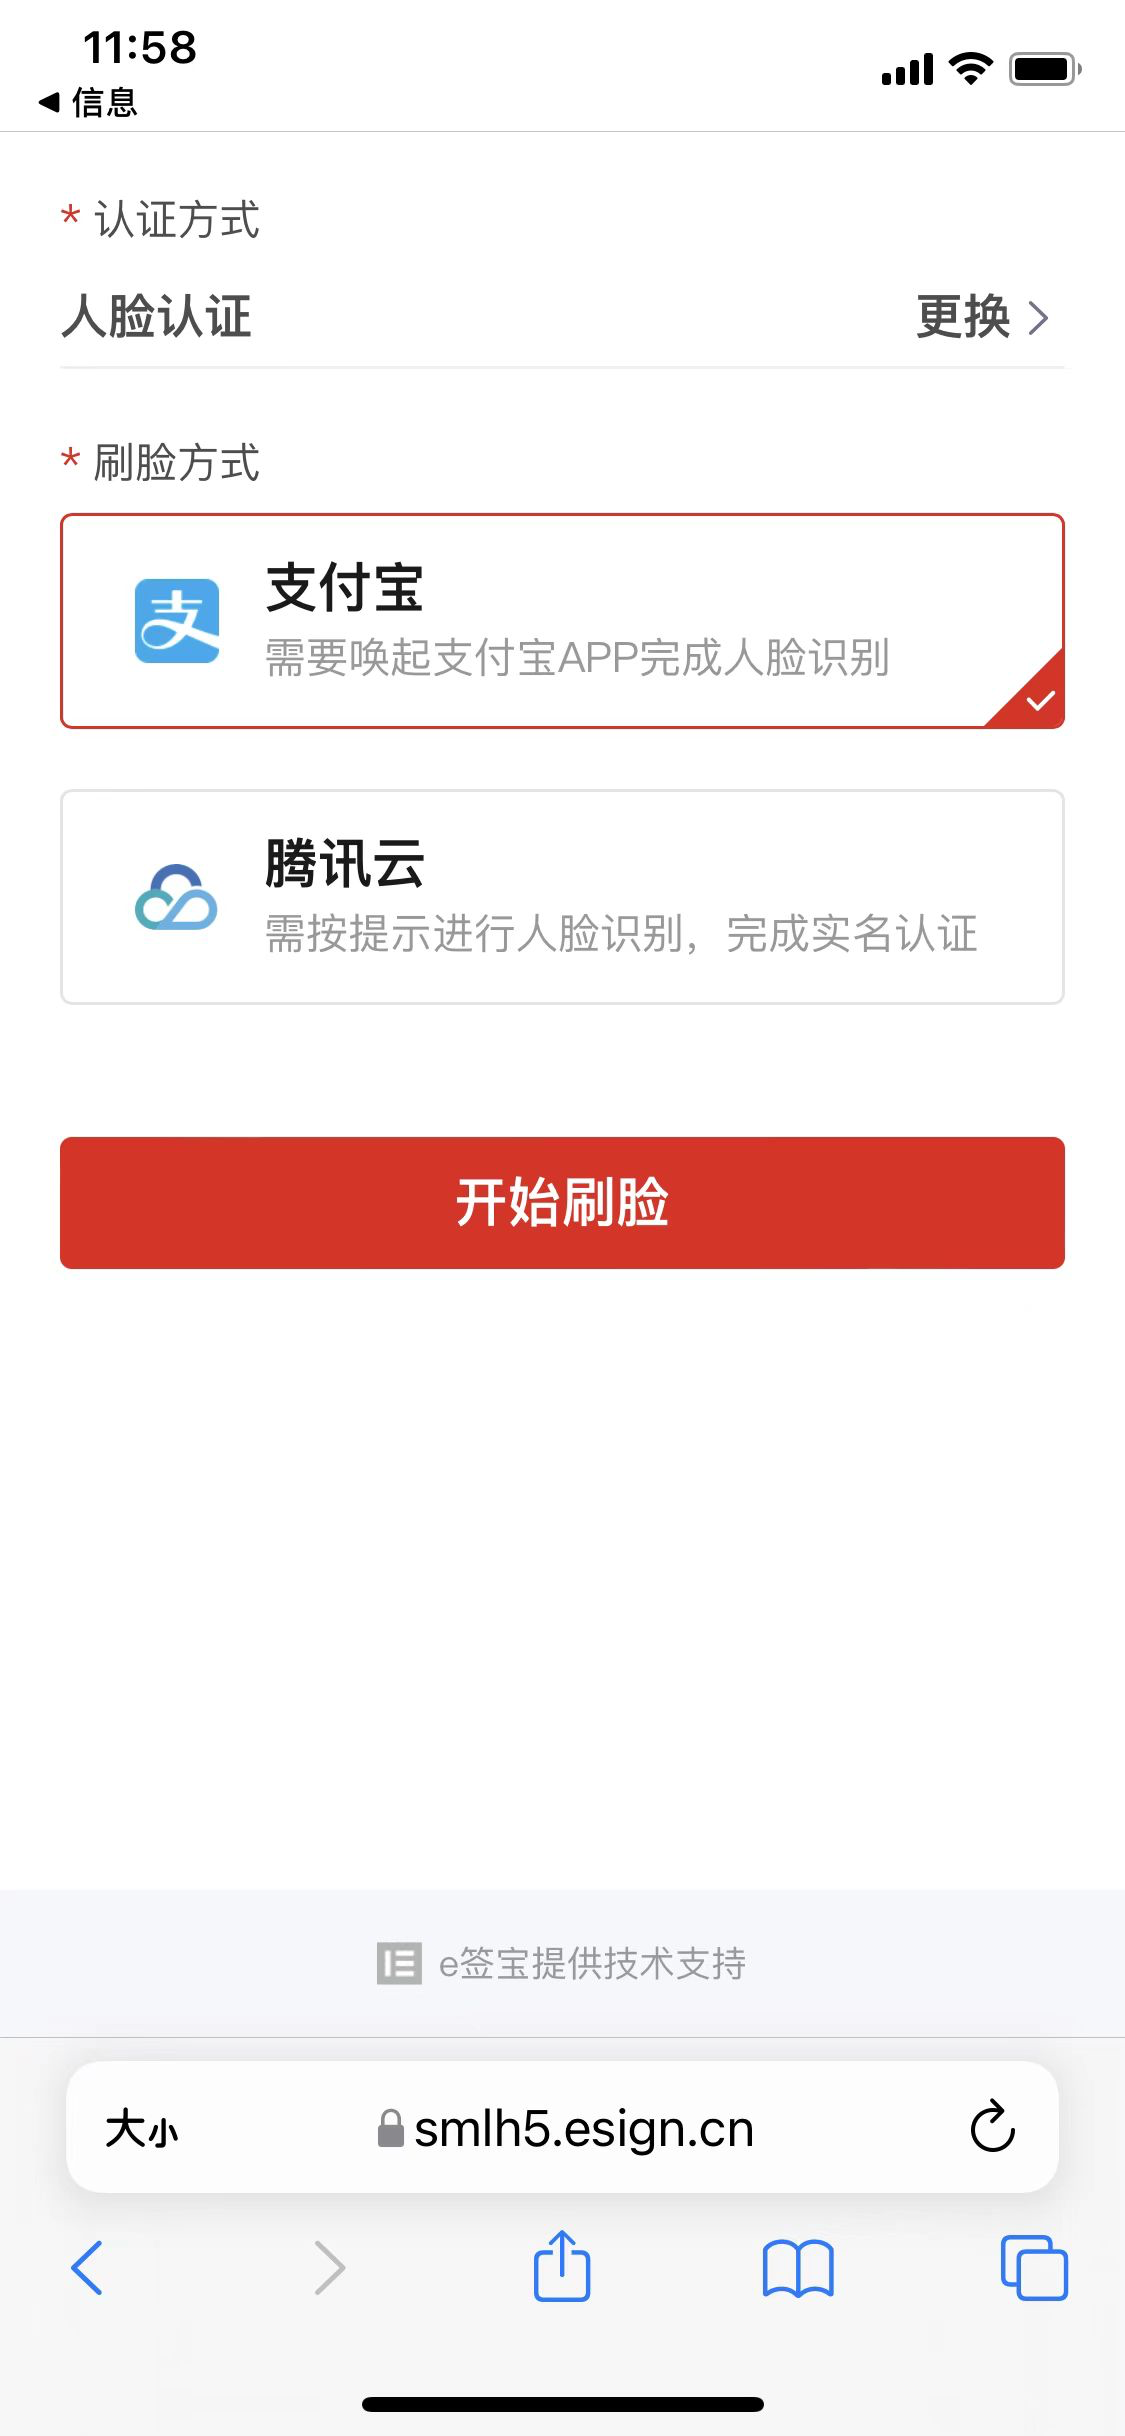 11:58
◀ 信息
* 认证方式
人脸认证 更换
* 刷脸方式
支付宝
需要唤起支付宝APP完成人脸识别
腾讯云
需按提示进行人脸识别，完成实名认证
开始刷脸
e签宝提供技术支持
大小 smlh5.esign.cn